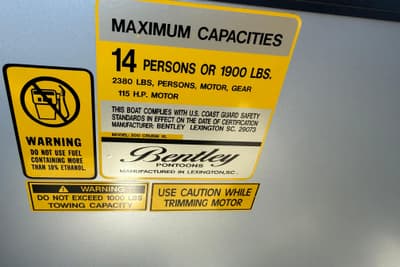 MAXIMUM CAPACITIES
14 PERSONS OR 1900 LBS.
2380 LBS, PERSONS, MOTOR, GEAR
115 H.P. MOTOR
THIS BOAT COMPLIES WITH U.S. COAST GUARD SAFETY
STANDARDS IN EFFECT ON THE DATE OF CERTIFICATION
MANUFACTURER: BENTLEY LEXINGTON SC. 29073
MODEL: 200 CRUISE
Bentley
PONTOONS
MANUFACTURED IN LEXINGTON,SC.
WARNING
DO NOT USE FUEL
CONTAINING MORE
THAN 10% ETHANOL.
WARNING
DO NOT EXCEED 1000 LBS
TOWING CAPACITY
USE CAUTION WHILE
TRIMMING MOTOR